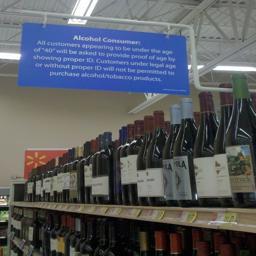 Alcohol Consumer:
All customers appearing to be under the age
of "40" will be asked to provide proof of age by
showing proper ID. Customers under legal age
or without proper ID will not be permitted to
purchase alcohol/tobacco products.